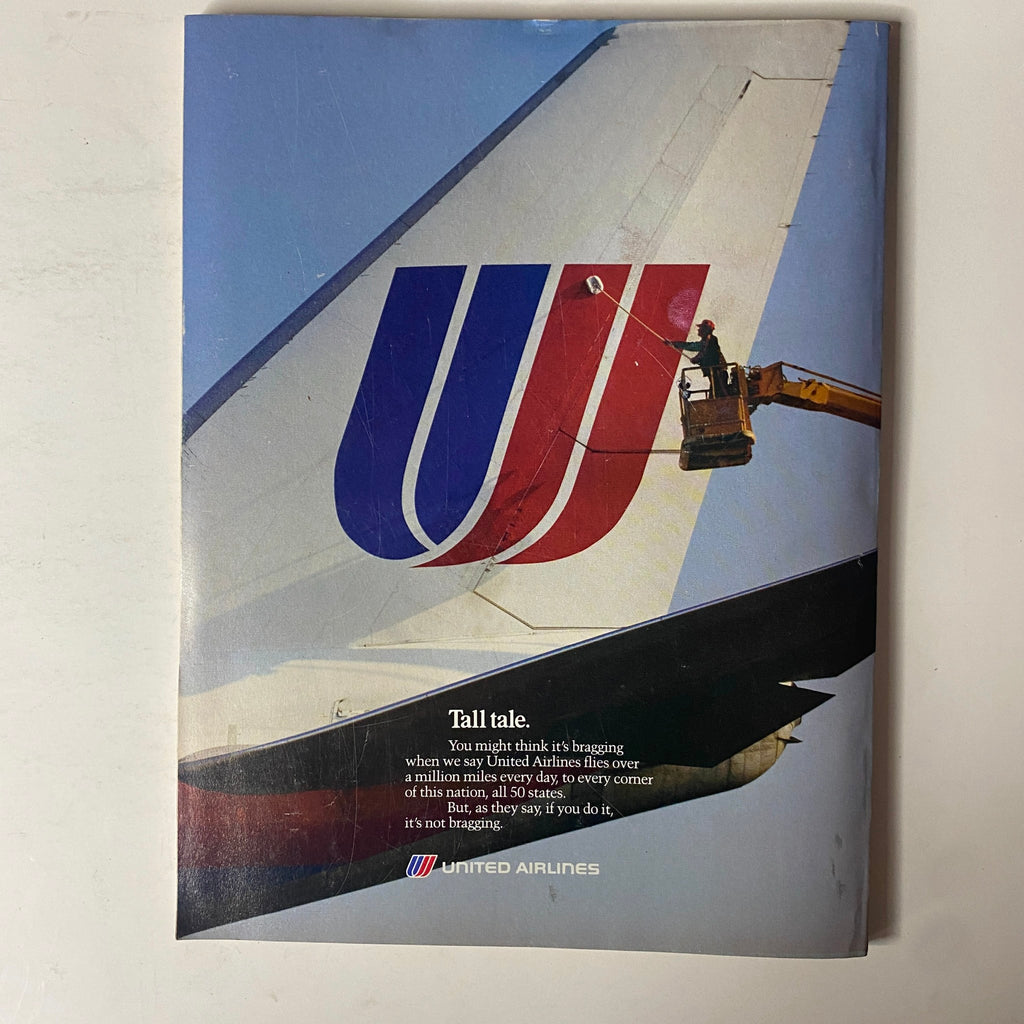 Tall tale.
You might think it's bragging
when we say United Airlines flies over
a million miles every day, to every corner
of this nation, all 50 states.
But, as they say, if you do it,
it's not bragging.
UNITED AIRLINES